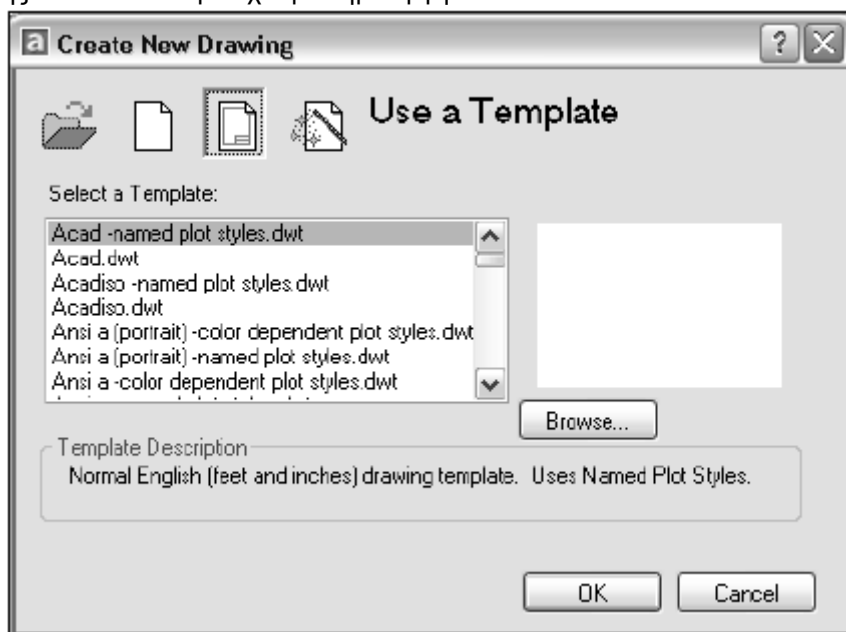 Create New Drawing
Use a Template
Select a Template:
Acad -named plot styles.dwt
Acad.dwt
Acadiso -named plot styles.dwt
Acadiso.dwt
Ansi a (portrait) -color dependent plot styles.dwt
Ansi a (portrait) -named plot styles.dwt
Ansi a -color dependent plot styles.dwt
Browse...
Template Description
Normal English (feet and inches) drawing template. Uses Named Plot Styles.
OK
Cancel